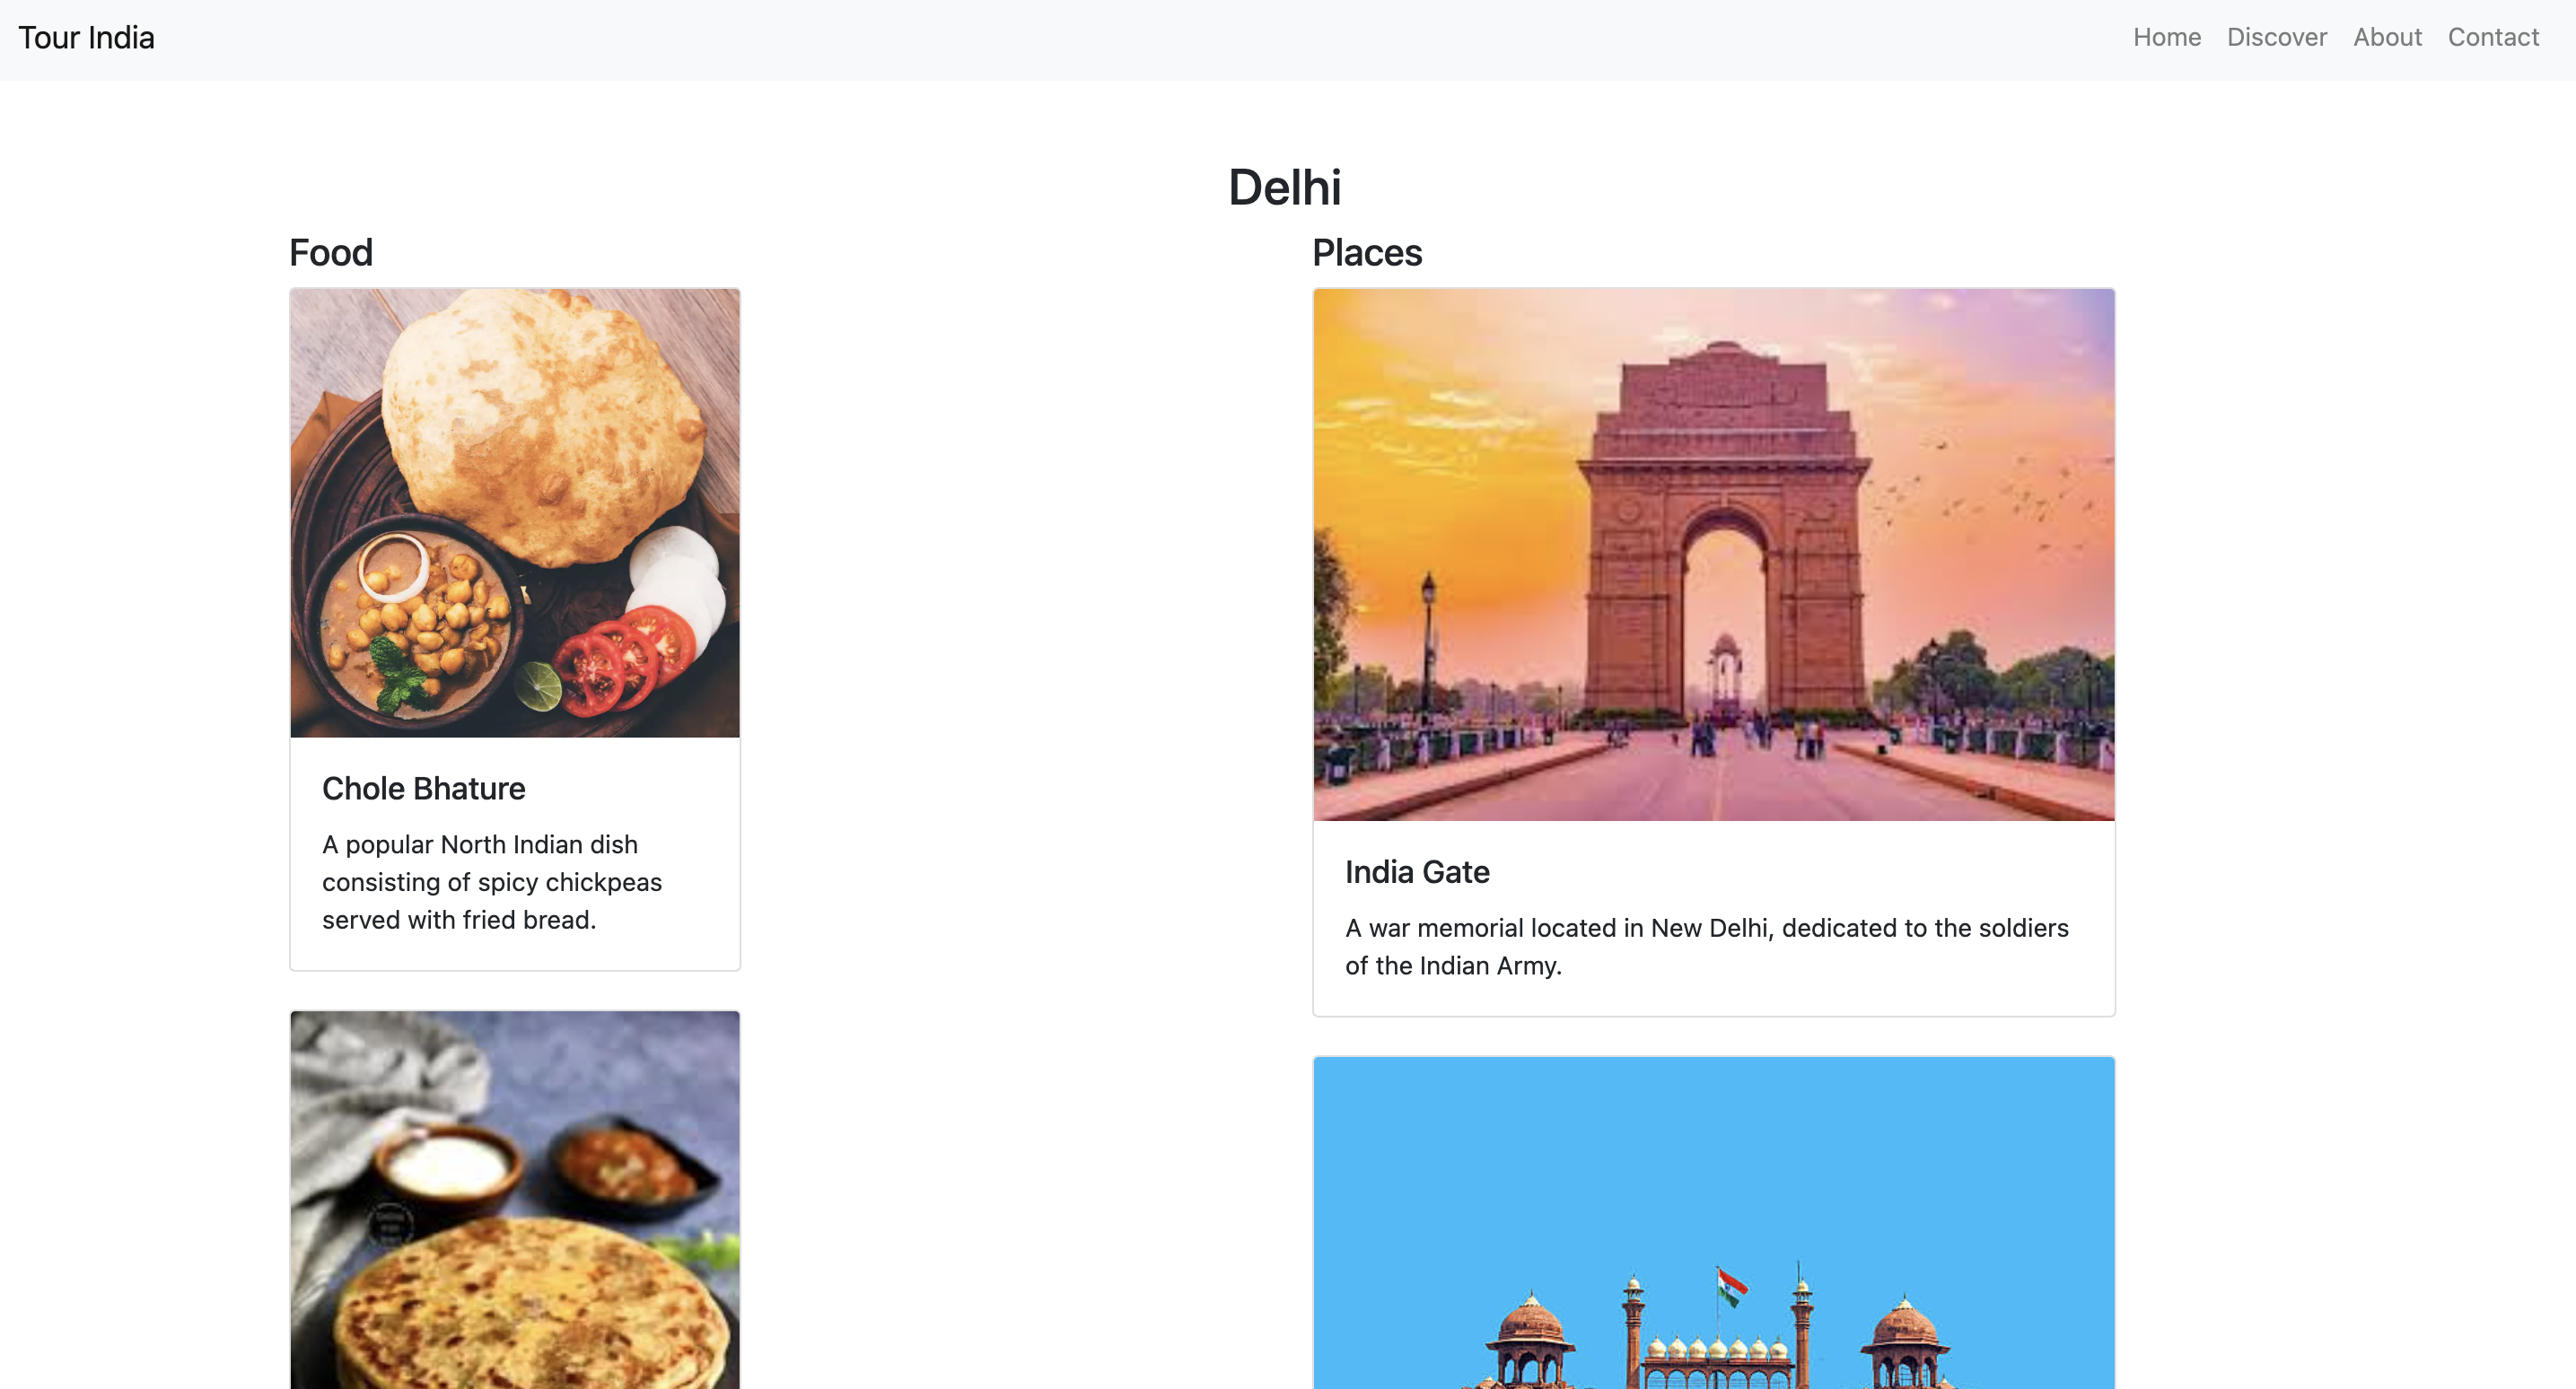 Tour India
Home Discover About Contact
Delhi
Food
Chole Bhature
A popular North Indian dish
consisting of spicy chickpeas
served with fried bread.
Places
India Gate
A war memorial located in New Delhi, dedicated to the soldiers
of the Indian Army.